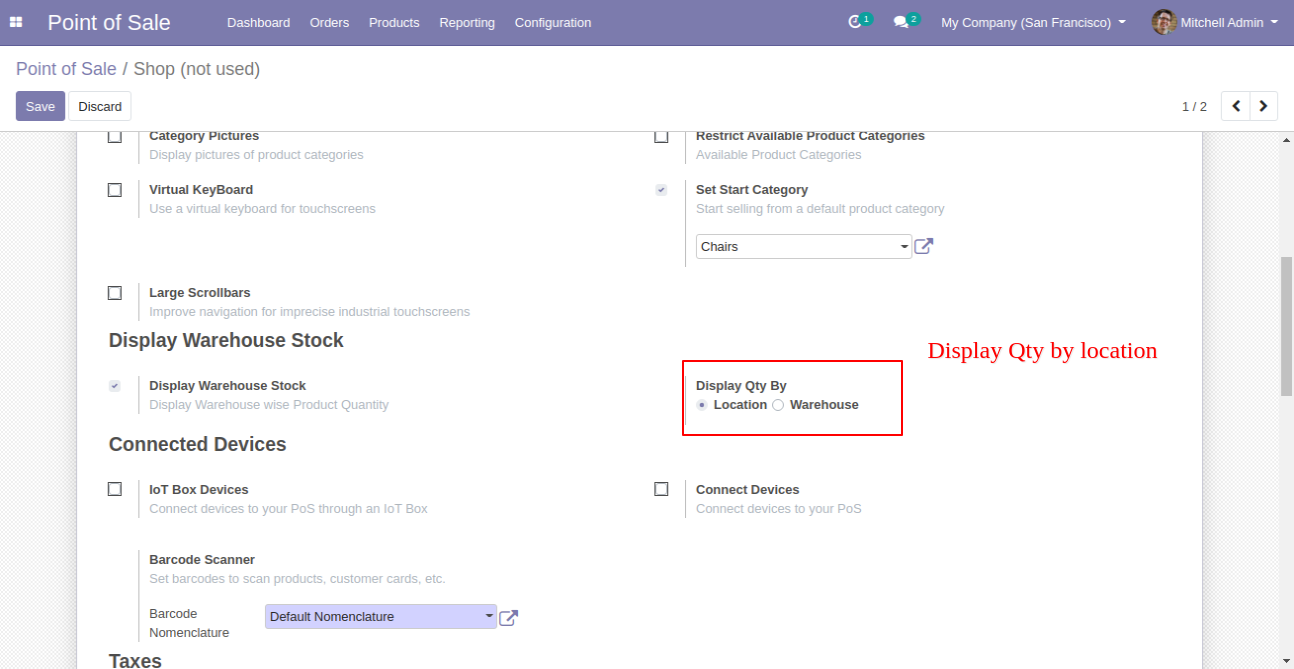 Point of Sale Dashboard Orders Products Reporting Configuration 1 2 My Company (San Francisco) Mitchell Admin
Point of Sale / Shop (not used)
Save Discard 1 / 2
Category Pictures Restrict Available Product Categories
Display pictures of product categories Available Product Categories
Virtual KeyBoard Set Start Category
Use a virtual keyboard for touchscreens Start selling from a default product category
Chairs
Large Scrollbars
Improve navigation for imprecise industrial touchscreens
Display Warehouse Stock Display Qty by location
Display Warehouse Stock Display Qty By
Display Warehouse wise Product Quantity Location Warehouse
Connected Devices
IoT Box Devices Connect Devices
Connect devices to your PoS through an IoT Box Connect devices to your PoS
Barcode Scanner
Set barcodes to scan products, customer cards, etc.
Barcode Default Nomenclature
Nomenclature
Taxes